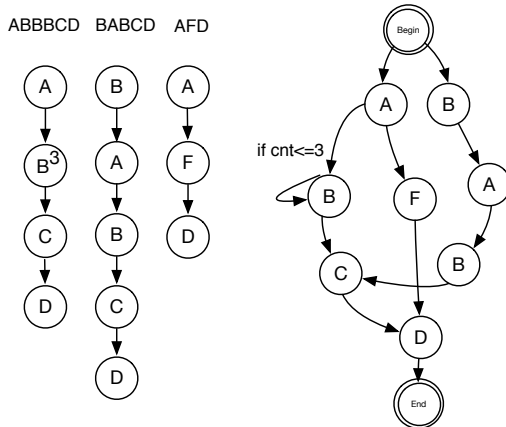 ABBBCD BABCD AFD
A B A
B3 A F
C B D
D C
D
Begin
A B
if cnt<=3
B F A
C B
D
End